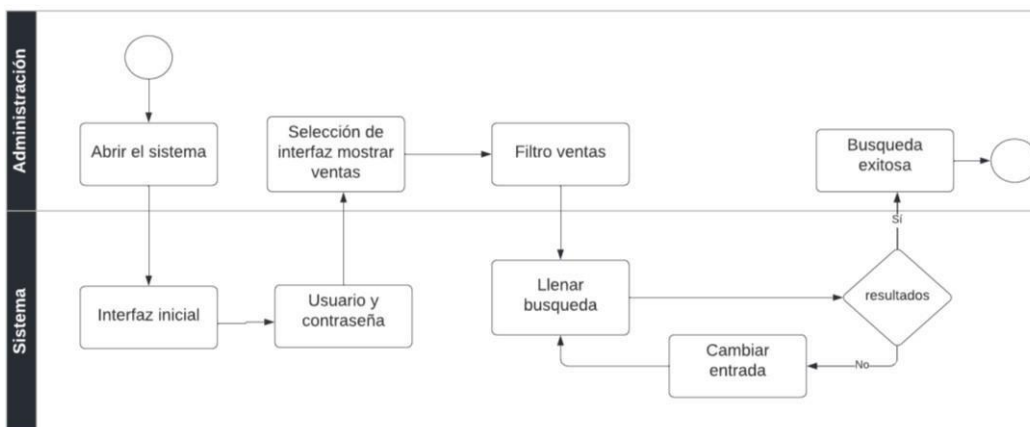 Administración
Abrir el sistema
Selección de
interfaz mostrar
ventas
Filtro ventas
Busqueda
exitosa
Sistema
Interfaz inicial
Usuario y
contraseña
Llenar
busqueda
Sí
resultados
No
Cambiar
entrada